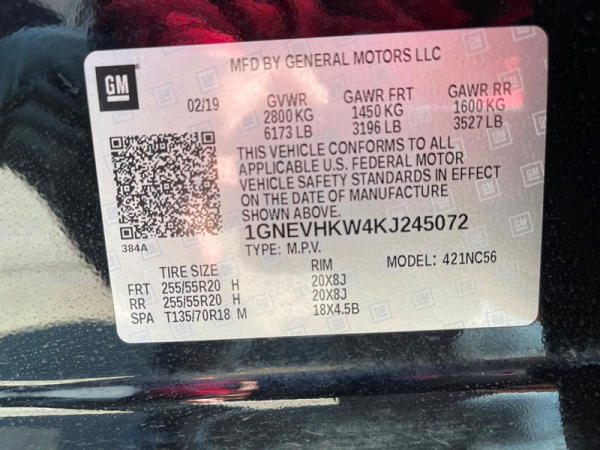 GM
MFD BY GENERAL MOTORS LLC
02/19 GVWR GAWR FRT GAWR RR
2800 KG 1450 KG 1600 KG
6173 LB 3196 LB 3527 LB
THIS VEHICLE CONFORMS TO ALL
APPLICABLE U.S. FEDERAL MOTOR
VEHICLE SAFETY STANDARDS IN EFFECT
ON THE DATE OF MANUFACTURE
SHOWN ABOVE.
384A
1GNEVHKW4KJ245072
TYPE: M.P.V.
MODEL: 421NC56
TIRE SIZE RIM
FRT 255/55R20 H 20X8J
RR 255/55R20 H 20X8J
SPA T135/70R18 M 18X4.5B